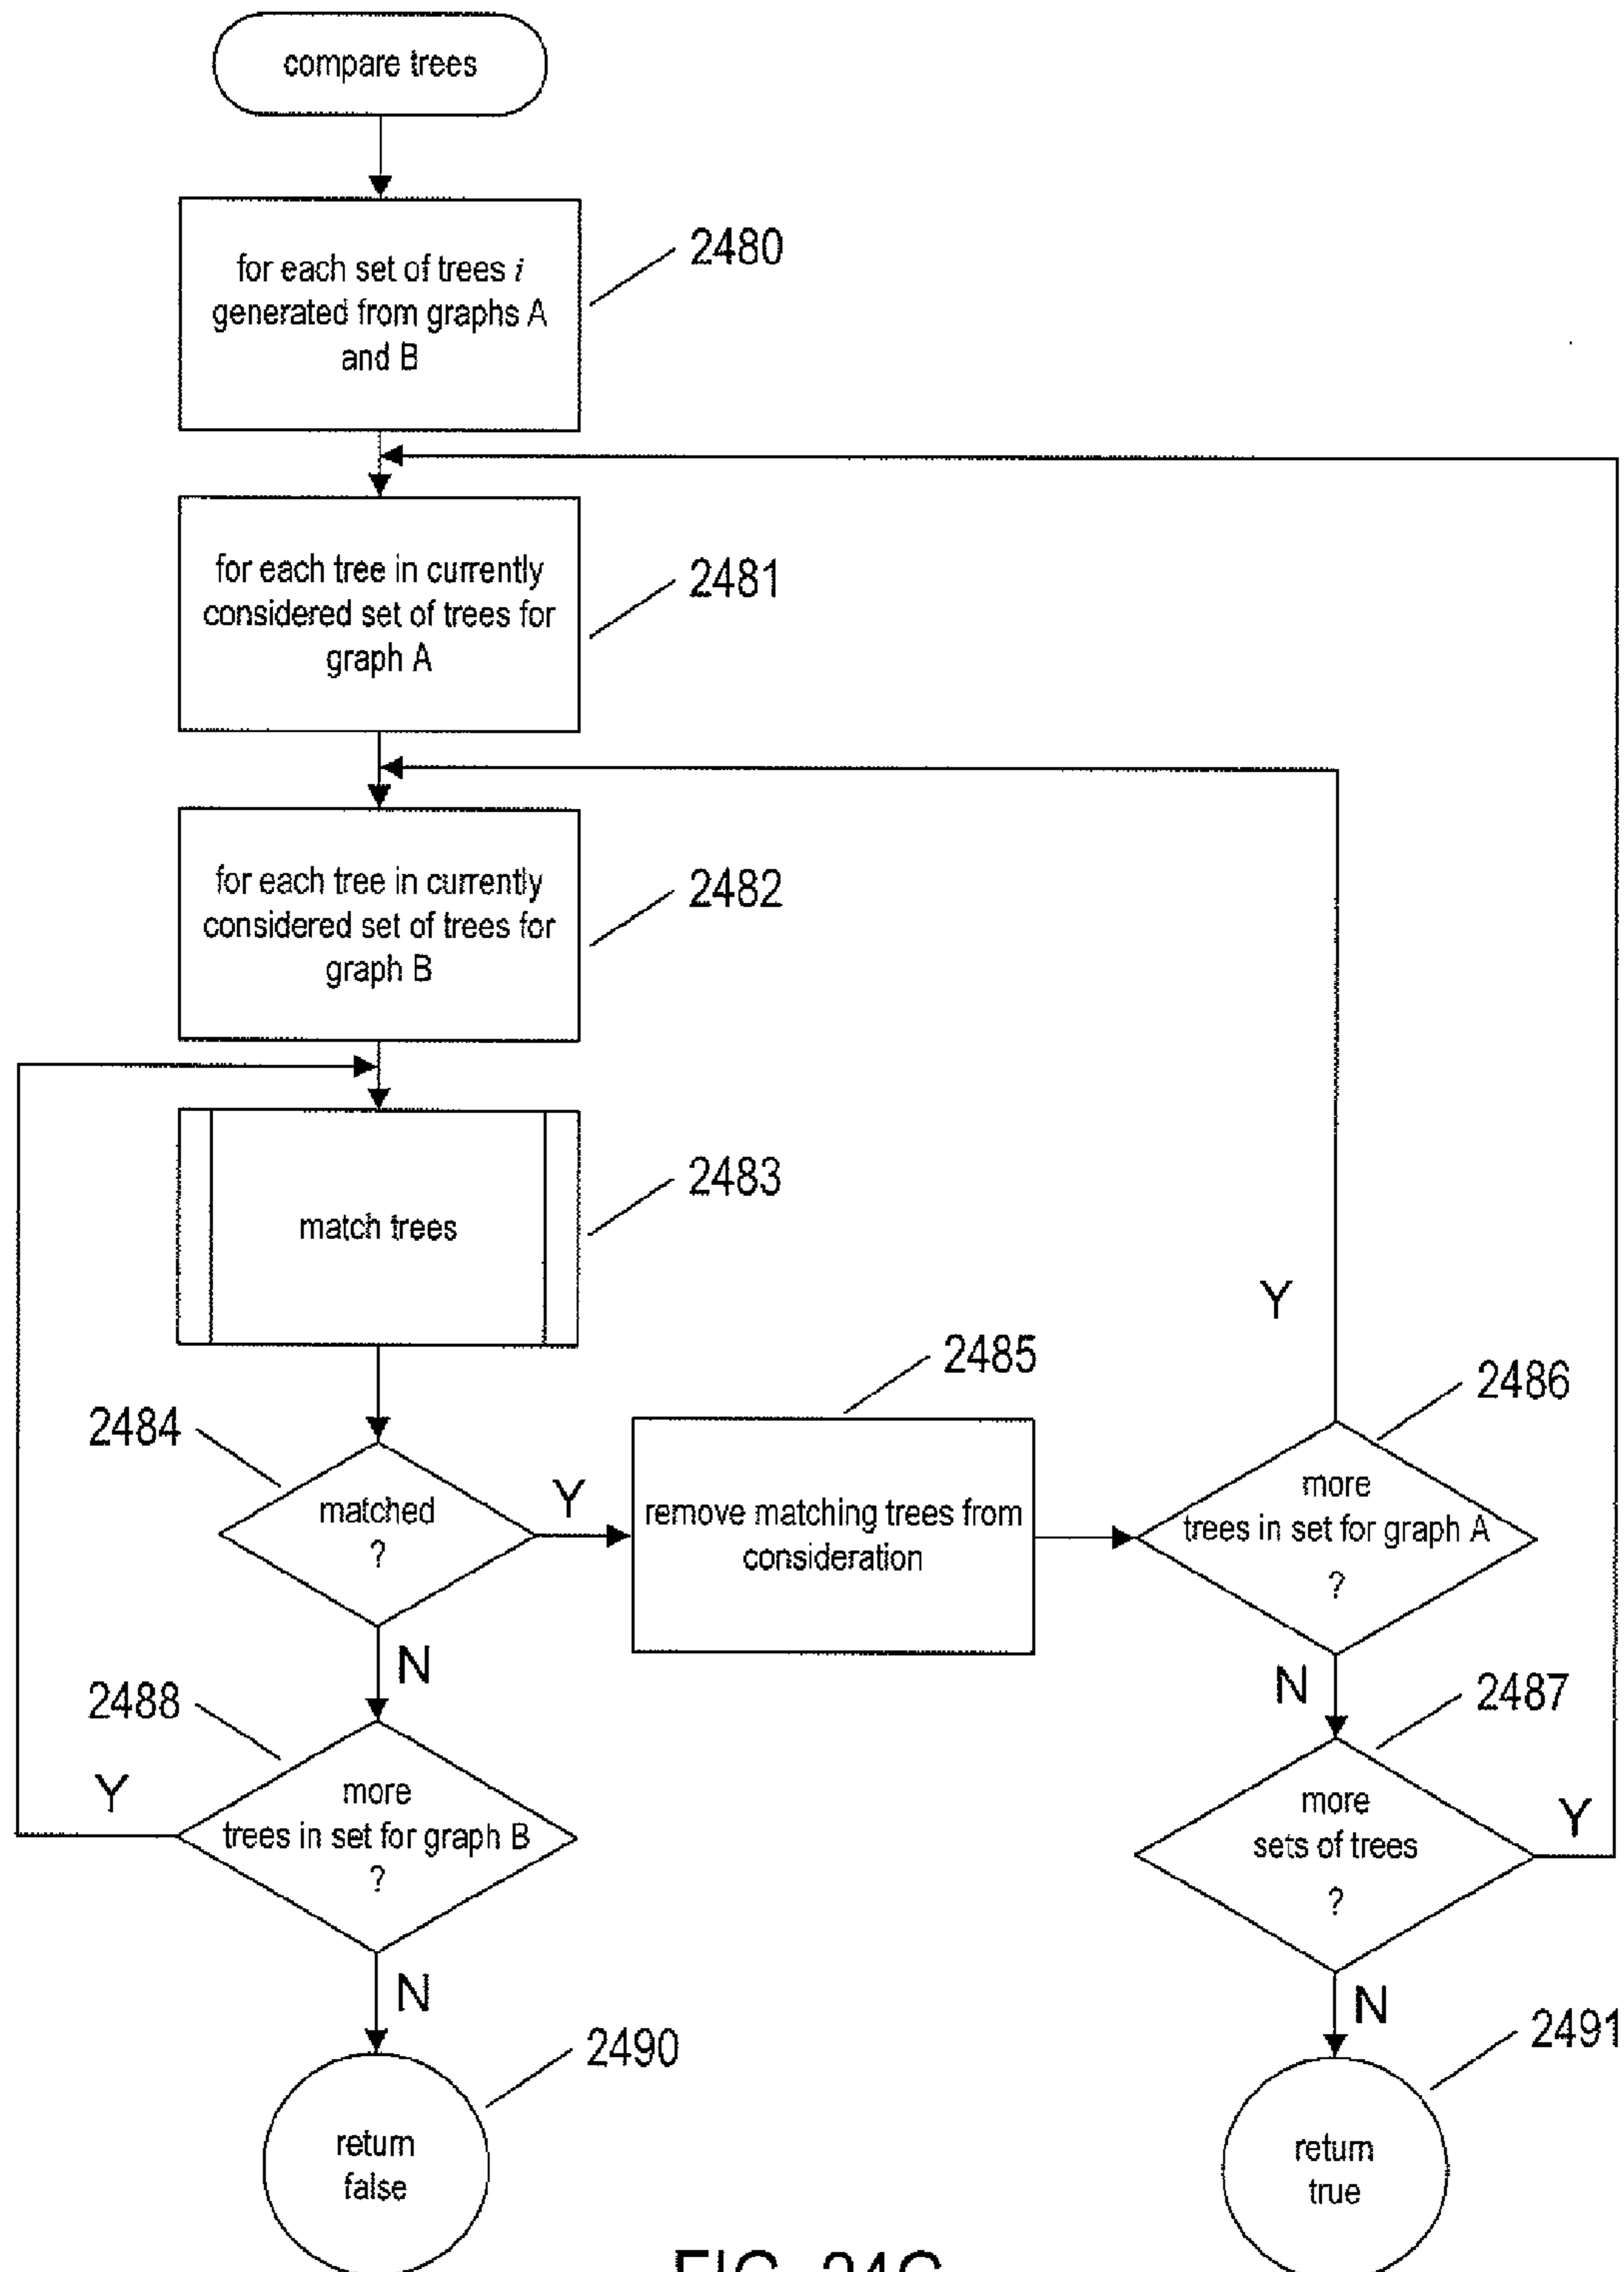 compare trees
for each set of trees i
generated from graphs A
and B
2480
for each tree in currently
considered set of trees for
graph A
2481
for each tree in currently
considered set of trees for
graph B
2482
match trees
2483
2484
matched
?
Y
N
2485
remove matching trees from
consideration
2486
more
trees in set for graph A
?
Y
N
2487
more
sets of trees
?
Y
N
2488
more
trees in set for graph B
?
Y
N
2490
return
false
2491
return
true